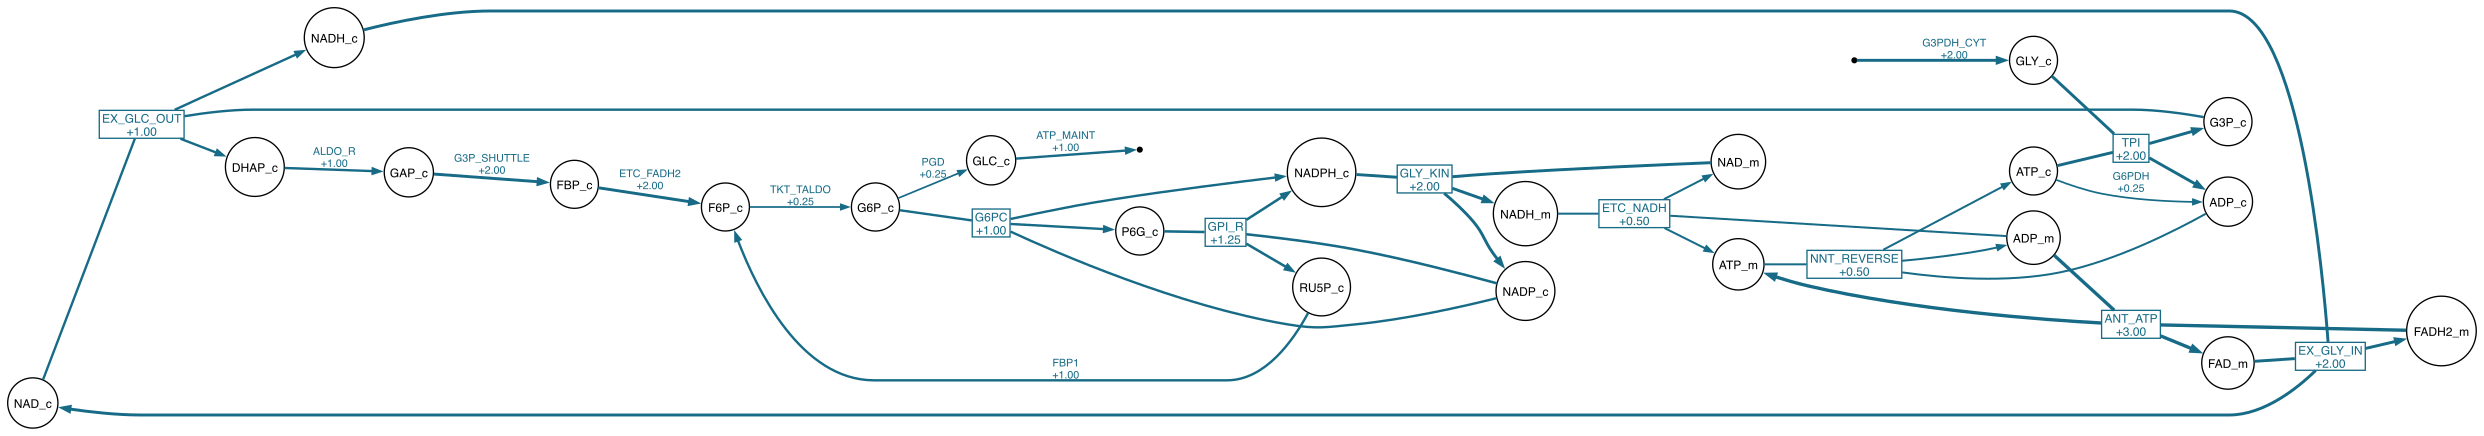 NADH_c
G3PDH_CYT
+2.00
GLY_c
EX_GLC_OUT
+1.00
G3P_c
DHAP_c
ALDO_R
+1.00
GAP_c
G3P_SHUTTLE
+2.00
FBP_c
ETC_FADH2
+2.00
F6P_c
TKT_TALDO
+0.25
G6P_c
PGD
+0.25
GLC_c
ATP_MAINT
+1.00
G6PC
+1.00
P6G_c
GPI_R
+1.25
NADPH_c
RU5P_c
GLY_KIN
+2.00
NADH_m
NADP_c
ETC_NADH
+0.50
NAD_m
ATP_m
NNT_REVERSE
+0.50
ATP_c
ADP_m
TPI
+2.00
G6PDH
+0.25
ADP_c
ANT_ATP
+3.00
FAD_m
EX_GLY_IN
+2.00
FADH2_m
FBP1
+1.00
NAD_c